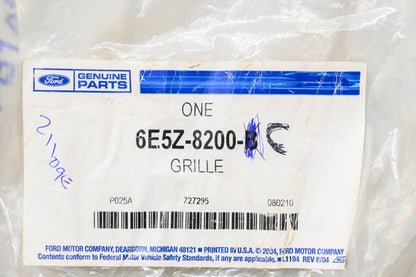 Ford GENUINE PARTS
ONE
6E5Z-8200-B C
GRILLE
P025A 727295 080210
FORD MOTOR COMPANY, DEARBORN, MICHIGAN 48121 ■ PRINTED IN U.S.A. © 2004, FORD MOTOR COMPANY
Contents conform to Federal Motor Vehicle Safety Standards, if any are applicable. ■ L1194 REV 8/04